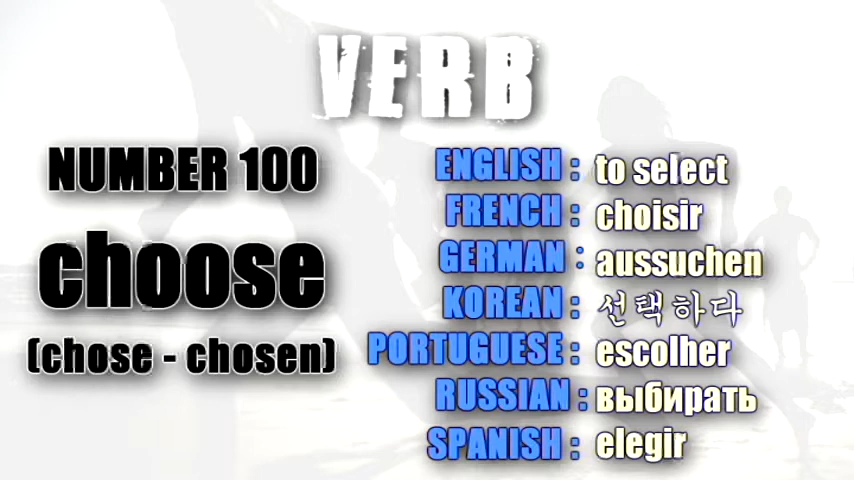 VERB
NUMBER 100
choose
(chose - chosen)
ENGLISH : to select
FRENCH : choisir
GERMAN : aussuchen
KOREAN : 선택하다
PORTUGUESE : escolher
RUSSIAN : выбирать
SPANISH : elegir